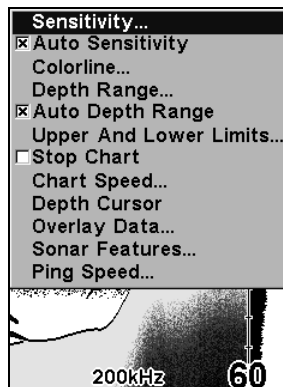 Sensitivity...
Auto Sensitivity
Colorline...
Depth Range...
Auto Depth Range
Upper And Lower Limits...
Stop Chart
Chart Speed...
Depth Cursor
Overlay Data...
Sonar Features...
Ping Speed...
200kHz 60